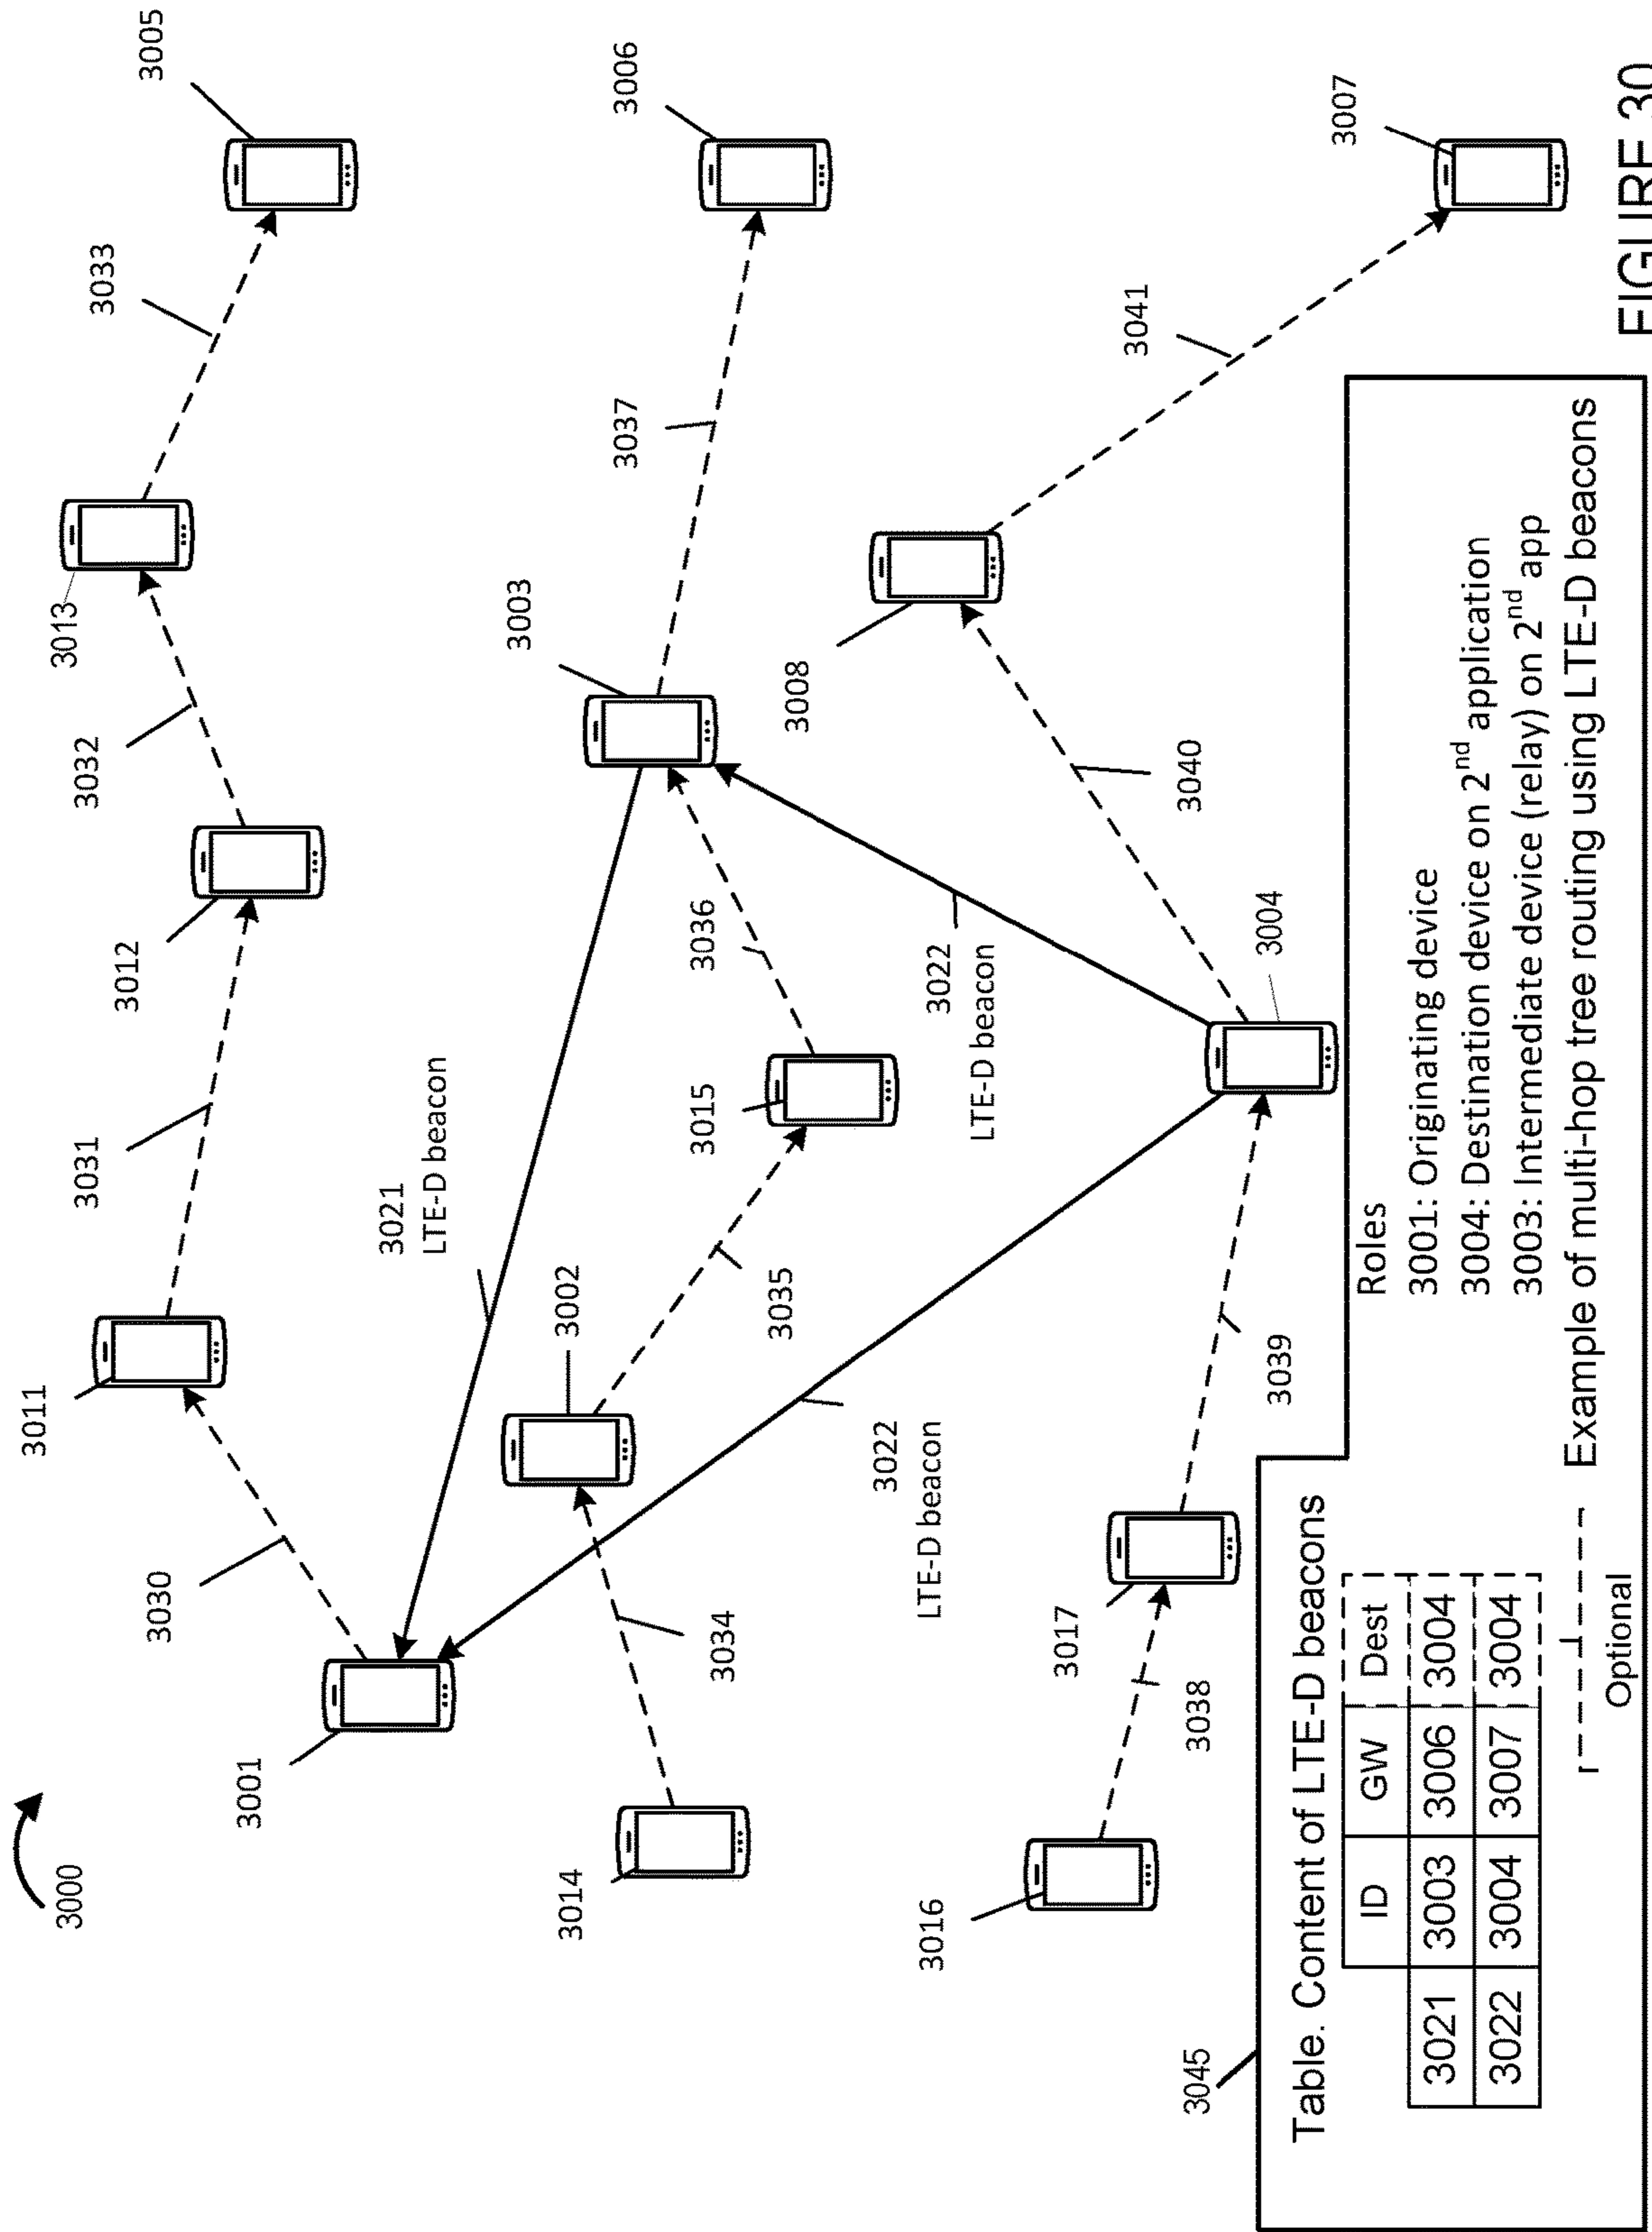 3000
3001
3030
3011
3031
3012
3032
3013
3033
3005
3021
LTE-D beacon
3014
3034
3002
3035
3015
3036
3003
3037
3006
3022
LTE-D beacon
3022
LTE-D beacon
3016
3038
3017
3039
3004
3040
3008
3041
3007
3045
Table. Content of LTE-D beacons
ID GW Dest
3021 3003 3006 3004
3022 3004 3007 3004
Optional
Roles
3001: Originating device
3004: Destination device on 2nd application
3003: Intermediate device (relay) on 2nd app
Example of multi-hop tree routing using LTE-D beacons
FIGURE 30